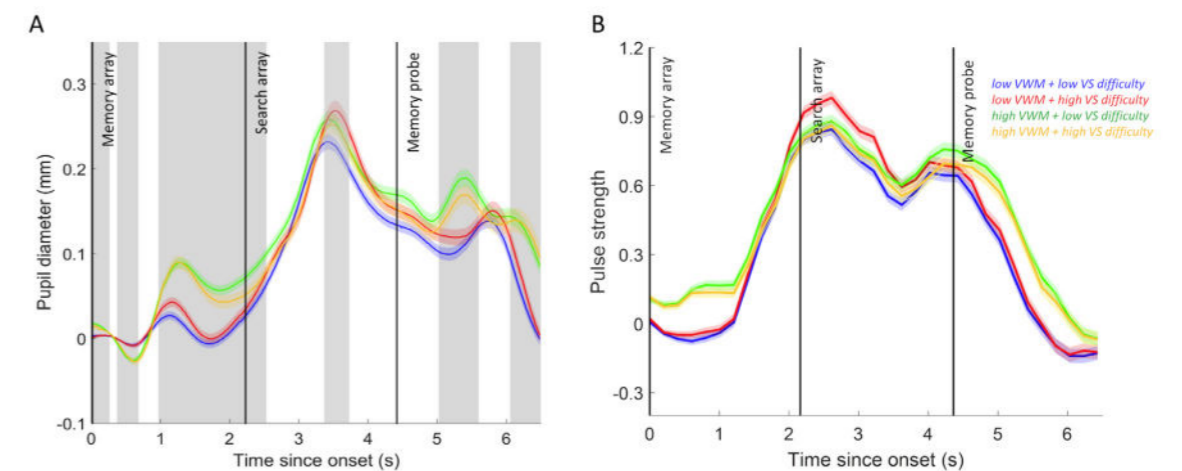 A
Pupil diameter (mm)
0.3
0.2
0.1
0
-0.1
Memory array
Search array
Memory probe
0 1 2 3 4 5 6
Time since onset (s)
B
Pulse strength
1.2
0.9
0.6
0.3
0
-0.3
Memory array
Search array
Memory probe
low VWM + low VS difficulty
low VWM + high VS difficulty
high VWM + low VS difficulty
high VWM + high VS difficulty
0 1 2 3 4 5 6
Time since onset (s)